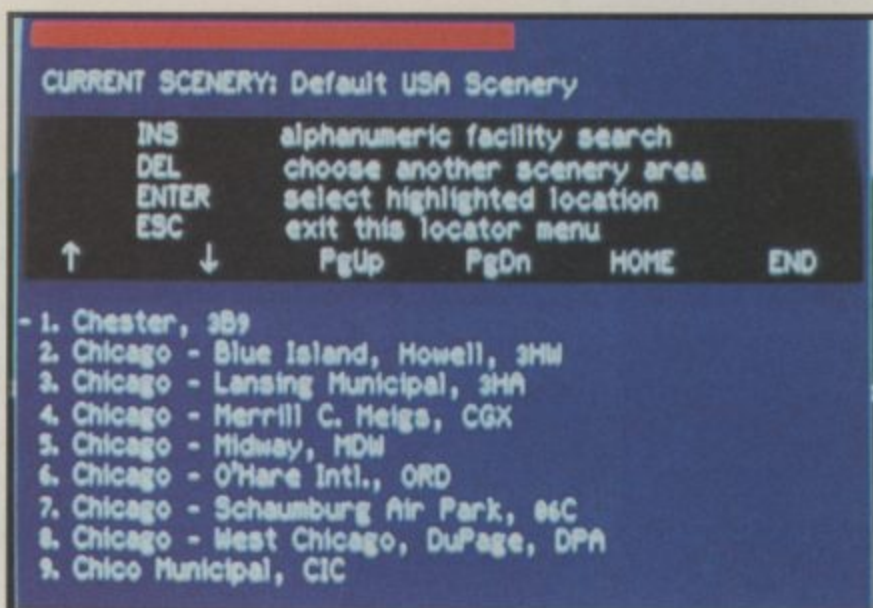 CURRENT SCENERY: Default USA Scenery
INS alphanumeric facility search
DEL choose another scenery area
ENTER select highlighted location
ESC exit this locator menu
↑ ↓ PgUp PgDn HOME END
- 1. Chester, 3B9
2. Chicago - Blue Island, Howell, 3HW
3. Chicago - Lansing Municipal, 3HA
4. Chicago - Merrill C. Meigs, CGX
5. Chicago - Midway, MDW
6. Chicago - O'Hare Intl., ORD
7. Chicago - Schaumburg Air Park, 06C
8. Chicago - West Chicago, DuPage, DPA
9. Chico Municipal, CIC